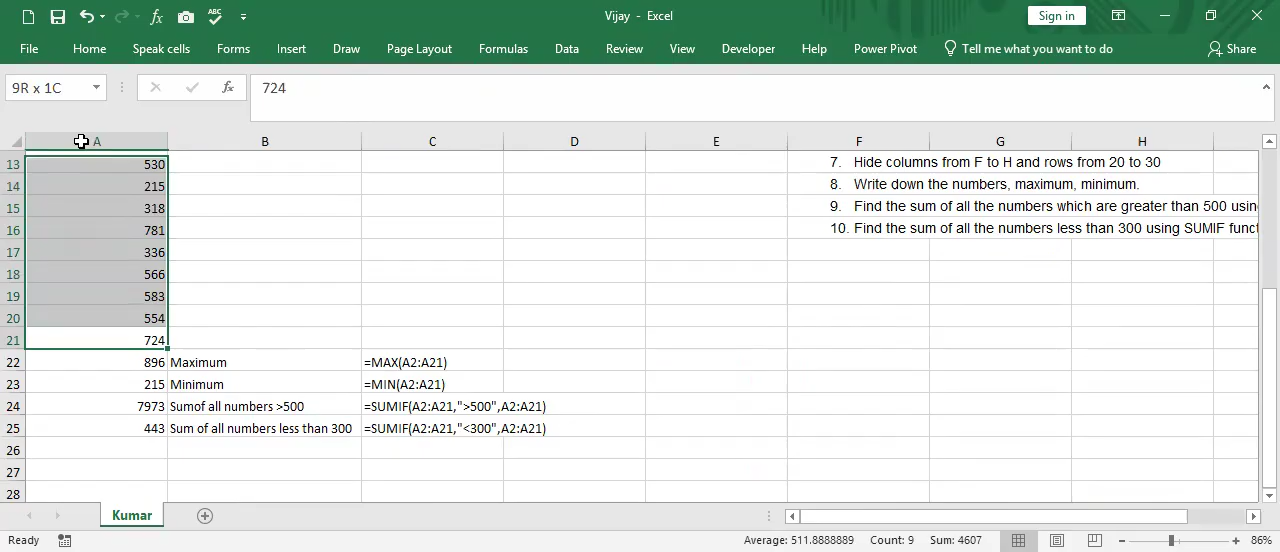 ABC
Vijay - Excel
Sign in
File Home Speak cells Forms Insert Draw Page Layout Formulas Data Review View Developer Help Power Pivot Tell me what you want to do Share
9R x 1C fx 724
A B C D E F G H
13 530 7. Hide columns from F to H and rows from 20 to 30
14 215 8. Write down the numbers, maximum, minimum.
15 318 9. Find the sum of all the numbers which are greater than 500 usin
16 781 10. Find the sum of all the numbers less than 300 using SUMIF funct
17 336
18 566
19 583
20 554
21 724
22 896 Maximum =MAX(A2:A21)
23 215 Minimum =MIN(A2:A21)
24 7973 Sumof all numbers >500 =SUMIF(A2:A21,">500",A2:A21)
25 443 Sum of all numbers less than 300 =SUMIF(A2:A21,"<300",A2:A21)
26
27
28
Kumar
Ready Average: 511.8888889 Count: 9 Sum: 4607 86%